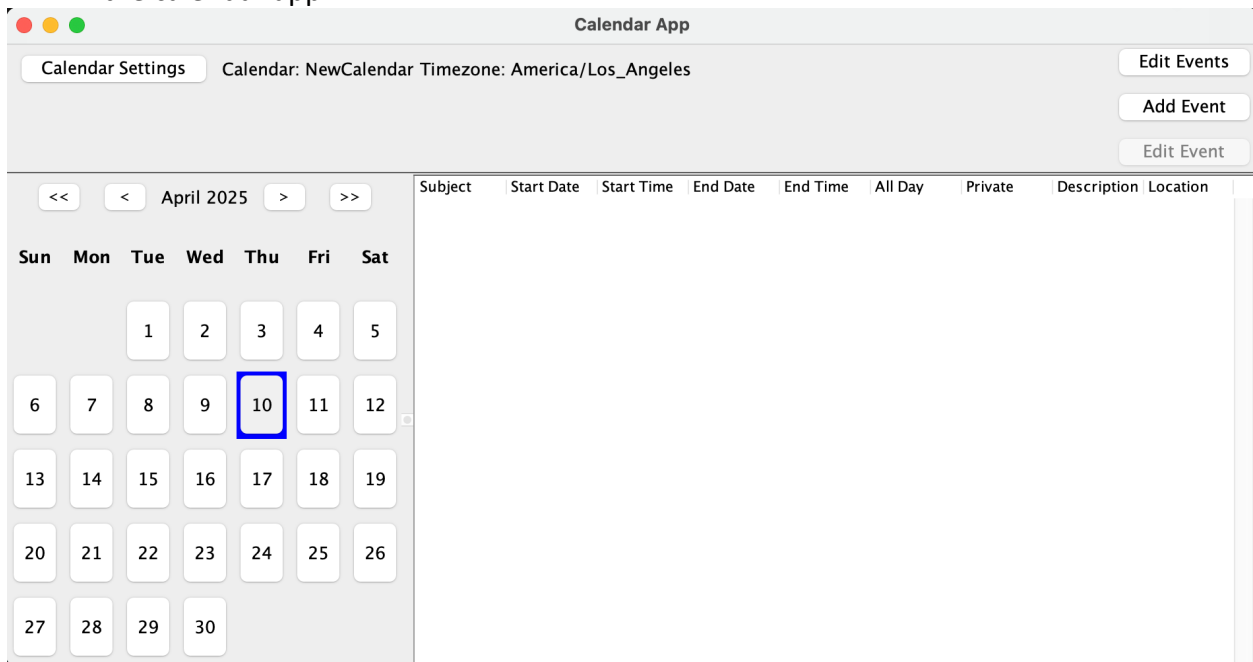 Calendar App
Calendar Settings Calendar: NewCalendar Timezone: America/Los_Angeles Edit Events
Add Event
Edit Event
<< < April 2025 > >>
Sun Mon Tue Wed Thu Fri Sat
1 2 3 4 5
6 7 8 9 10 11 12
13 14 15 16 17 18 19
20 21 22 23 24 25 26
27 28 29 30
Subject Start Date Start Time End Date End Time All Day Private Description Location